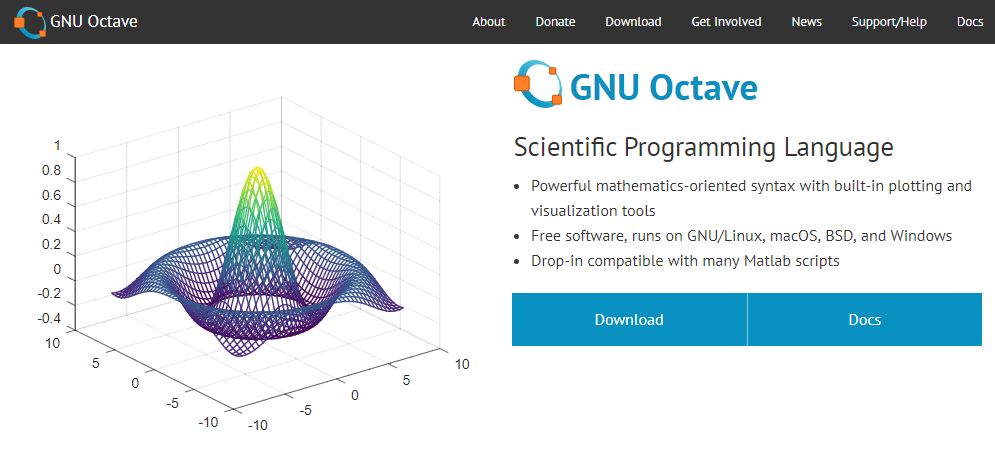 GNU Octave
About Donate Download Get Involved News Support/Help Docs
GNU Octave
Scientific Programming Language
Powerful mathematics-oriented syntax with built-in plotting and
visualization tools
Free software, runs on GNU/Linux, macOS, BSD, and Windows
Drop-in compatible with many Matlab scripts
Download Docs
1
0.8
0.6
0.4
0.2
0
-0.2
-0.4
10
5
0
-5
-10
-10
-5
0
5
10